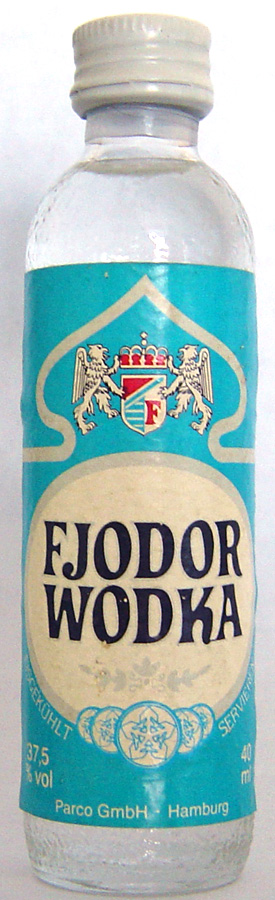 F
FJODOR
WODKA
37,5
% vol
40
ml
Parco GmbH · Hamburg